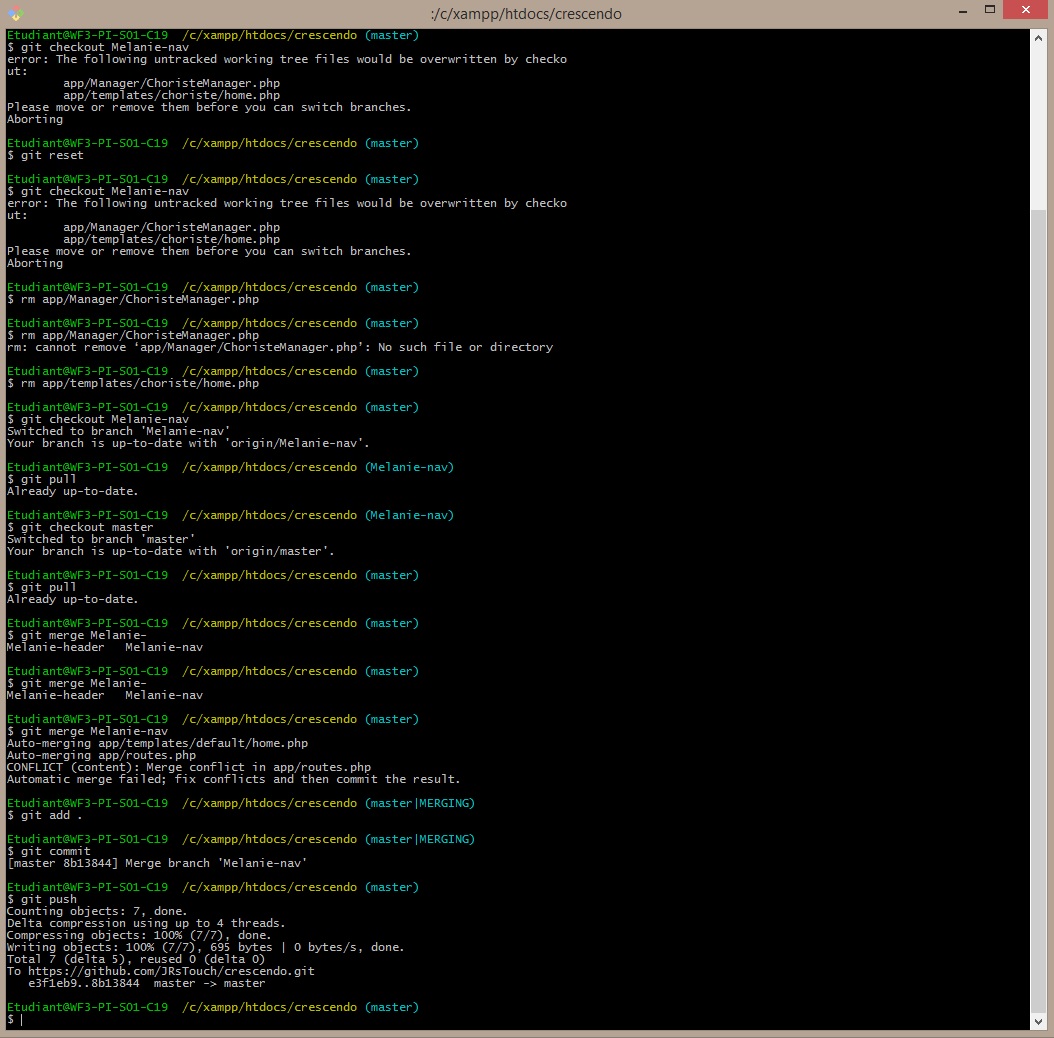 :/c/xampp/htdocs/crescendo
Etudiant@WF3-PI-S01-C19  /c/xampp/htdocs/crescendo (master)
$ git checkout Melanie-nav
error: The following untracked working tree files would be overwritten by checko
ut:
        app/Manager/ChoristeManager.php
        app/templates/choriste/home.php
Please move or remove them before you can switch branches.
Aborting
Etudiant@WF3-PI-S01-C19  /c/xampp/htdocs/crescendo (master)
$ git reset
Etudiant@WF3-PI-S01-C19  /c/xampp/htdocs/crescendo (master)
$ git checkout Melanie-nav
error: The following untracked working tree files would be overwritten by checko
ut:
        app/Manager/ChoristeManager.php
        app/templates/choriste/home.php
Please move or remove them before you can switch branches.
Aborting
Etudiant@WF3-PI-S01-C19  /c/xampp/htdocs/crescendo (master)
$ rm app/Manager/ChoristeManager.php
Etudiant@WF3-PI-S01-C19  /c/xampp/htdocs/crescendo (master)
$ rm app/Manager/ChoristeManager.php
rm: cannot remove ‘app/Manager/ChoristeManager.php’: No such file or directory
Etudiant@WF3-PI-S01-C19  /c/xampp/htdocs/crescendo (master)
$ rm app/templates/choriste/home.php
Etudiant@WF3-PI-S01-C19  /c/xampp/htdocs/crescendo (master)
$ git checkout Melanie-nav
Switched to branch 'Melanie-nav'
Your branch is up-to-date with 'origin/Melanie-nav'.
Etudiant@WF3-PI-S01-C19  /c/xampp/htdocs/crescendo (Melanie-nav)
$ git pull
Already up-to-date.
Etudiant@WF3-PI-S01-C19  /c/xampp/htdocs/crescendo (Melanie-nav)
$ git checkout master
Switched to branch 'master'
Your branch is up-to-date with 'origin/master'.
Etudiant@WF3-PI-S01-C19  /c/xampp/htdocs/crescendo (master)
$ git pull
Already up-to-date.
Etudiant@WF3-PI-S01-C19  /c/xampp/htdocs/crescendo (master)
$ git merge Melanie-
Melanie-header   Melanie-nav
Etudiant@WF3-PI-S01-C19  /c/xampp/htdocs/crescendo (master)
$ git merge Melanie-
Melanie-header   Melanie-nav
Etudiant@WF3-PI-S01-C19  /c/xampp/htdocs/crescendo (master)
$ git merge Melanie-nav
Auto-merging app/templates/default/home.php
Auto-merging app/routes.php
CONFLICT (content): Merge conflict in app/routes.php
Automatic merge failed; fix conflicts and then commit the result.
Etudiant@WF3-PI-S01-C19  /c/xampp/htdocs/crescendo (master|MERGING)
$ git add .
Etudiant@WF3-PI-S01-C19  /c/xampp/htdocs/crescendo (master|MERGING)
$ git commit
[master 8b13844] Merge branch 'Melanie-nav'
Etudiant@WF3-PI-S01-C19  /c/xampp/htdocs/crescendo (master)
$ git push
Counting objects: 7, done.
Delta compression using up to 4 threads.
Compressing objects: 100% (7/7), done.
Writing objects: 100% (7/7), 695 bytes | 0 bytes/s, done.
Total 7 (delta 5), reused 0 (delta 0)
To https://github.com/JRsTouch/crescendo.git
   e3f1eb9..8b13844  master -> master
Etudiant@WF3-PI-S01-C19  /c/xampp/htdocs/crescendo (master)
$